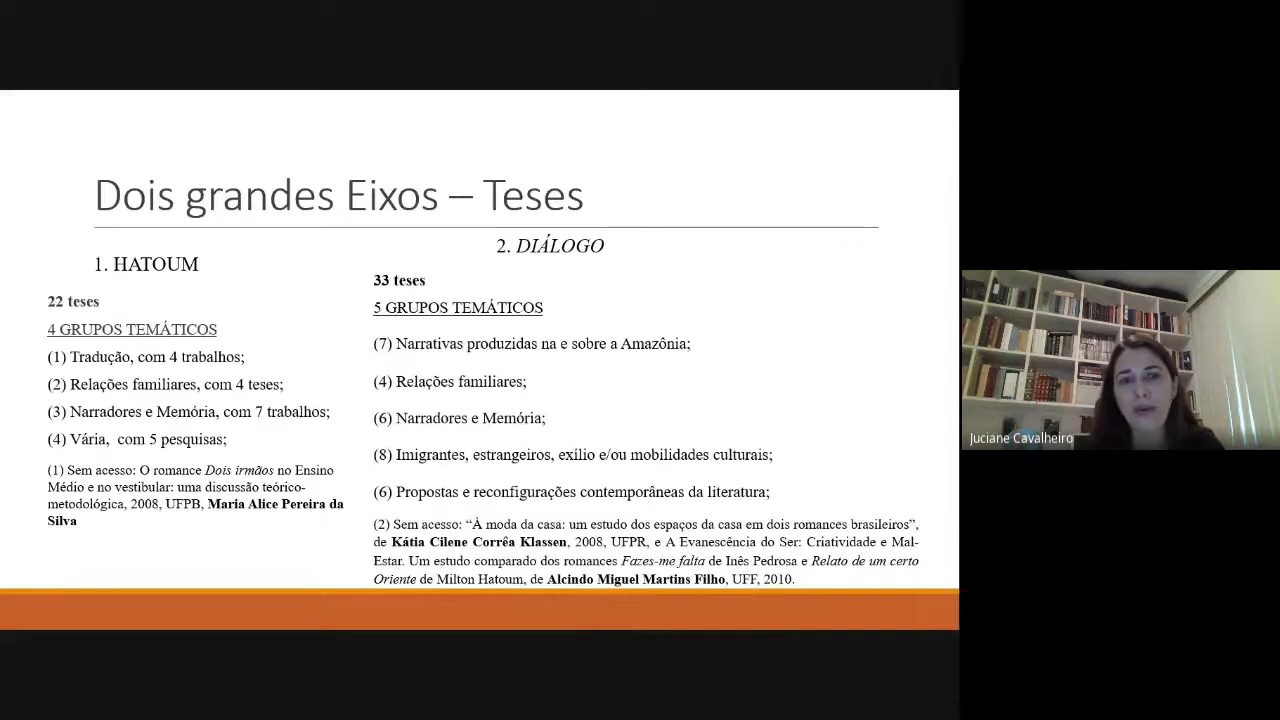 Dois grandes Eixos – Teses
1. HATOUM
22 teses
4 GRUPOS TEMÁTICOS
(1) Tradução, com 4 trabalhos;
(2) Relações familiares, com 4 teses;
(3) Narradores e Memória, com 7 trabalhos;
(4) Vária, com 5 pesquisas;
(1) Sem acesso: O romance Dois irmãos no Ensino
Médio e no vestibular: uma discussão teórico-
metodológica, 2008, UFPB, Maria Alice Pereira da
Silva
2. DIÁLOGO
33 teses
5 GRUPOS TEMÁTICOS
(7) Narrativas produzidas na e sobre a Amazônia;
(4) Relações familiares;
(6) Narradores e Memória;
(8) Imigrantes, estrangeiros, exílio e/ou mobilidades culturais;
(6) Propostas e reconfigurações contemporâneas da literatura;
(2) Sem acesso: “À moda da casa: um estudo dos espaços da casa em dois romances brasileiros”,
de Kátia Cilene Corrêa Klassen, 2008, UFPR, e A Evanescência do Ser: Criatividade e Mal-
Estar. Um estudo comparado dos romances Fazes-me falta de Inês Pedrosa e Relato de um certo
Oriente de Milton Hatoum, de Alcindo Miguel Martins Filho, UFF, 2010.
Juciane Cavalheiro